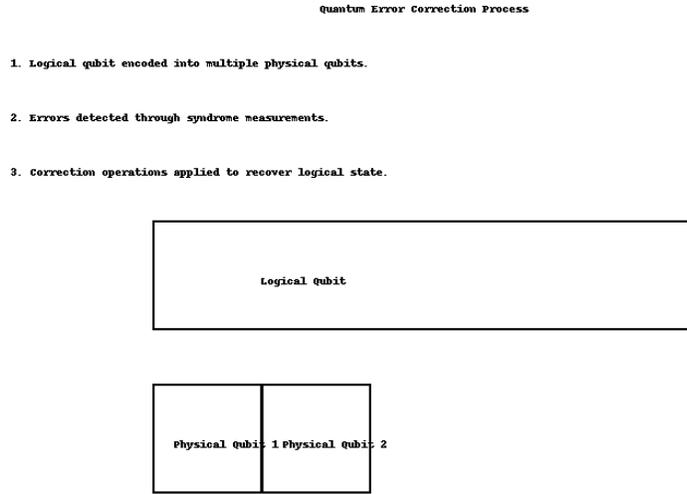 Quantum Error Correction Process
1. Logical qubit encoded into multiple physical qubits.
2. Errors detected through syndrome measurements.
3. Correction operations applied to recover logical state.
Logical Qubit
Physical Qubit 1 Physical Qubit 2